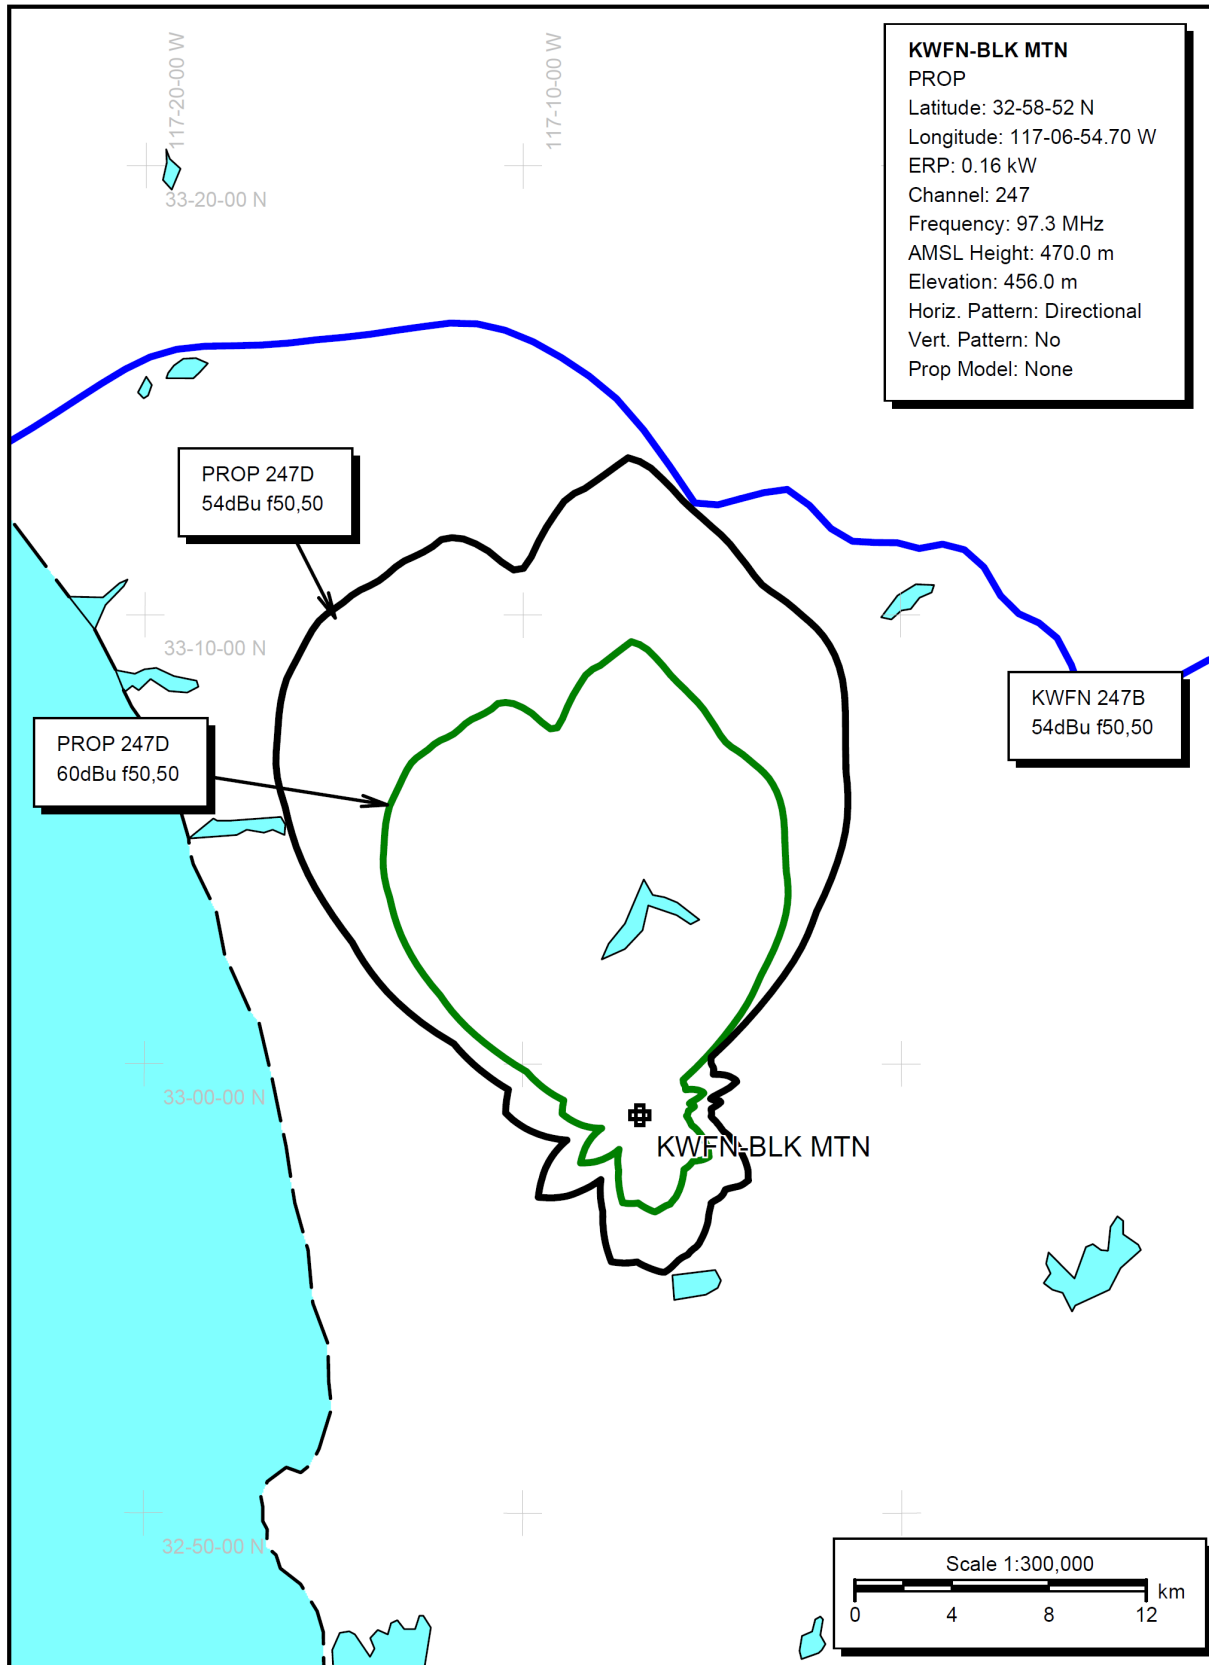 117-20-00 W
117-10-00 W
KWFN-BLK MTN
PROP
Latitude: 32-58-52 N
Longitude: 117-06-54.70 W
ERP: 0.16 kW
Channel: 247
Frequency: 97.3 MHz
AMSL Height: 470.0 m
Elevation: 456.0 m
Horiz. Pattern: Directional
Vert. Pattern: No
Prop Model: None
33-20-00 N
PROP 247D
54dBu f50,50
33-10-00 N
KWFN 247B
54dBu f50,50
PROP 247D
60dBu f50,50
33-00-00 N
KWFN-BLK MTN
32-50-00 N
Scale 1:300,000
km
0 4 8 12